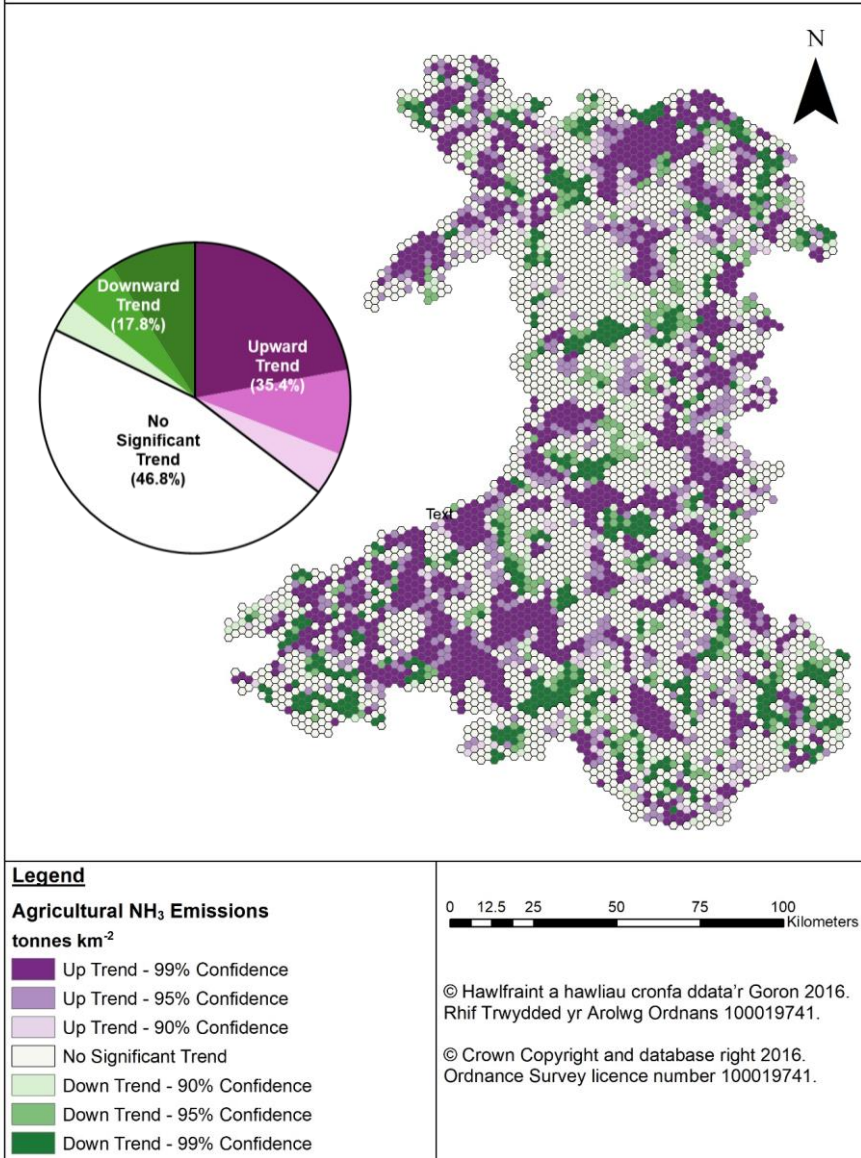 N
Downward
Trend
(17.8%)
Upward
Trend
(35.4%)
No
Significant
Trend
(46.8%)
Text
Legend
Agricultural NH₃ Emissions
tonnes km⁻²
Up Trend - 99% Confidence
Up Trend - 95% Confidence
Up Trend - 90% Confidence
No Significant Trend
Down Trend - 90% Confidence
Down Trend - 95% Confidence
Down Trend - 99% Confidence
0 12.5 25 50 75 100
Kilometers
© Hawlfraint a hawliau cronfa ddata'r Goron 2016.
Rhif Trwydded yr Arolwg Ordnans 100019741.
© Crown Copyright and database right 2016.
Ordnance Survey licence number 100019741.